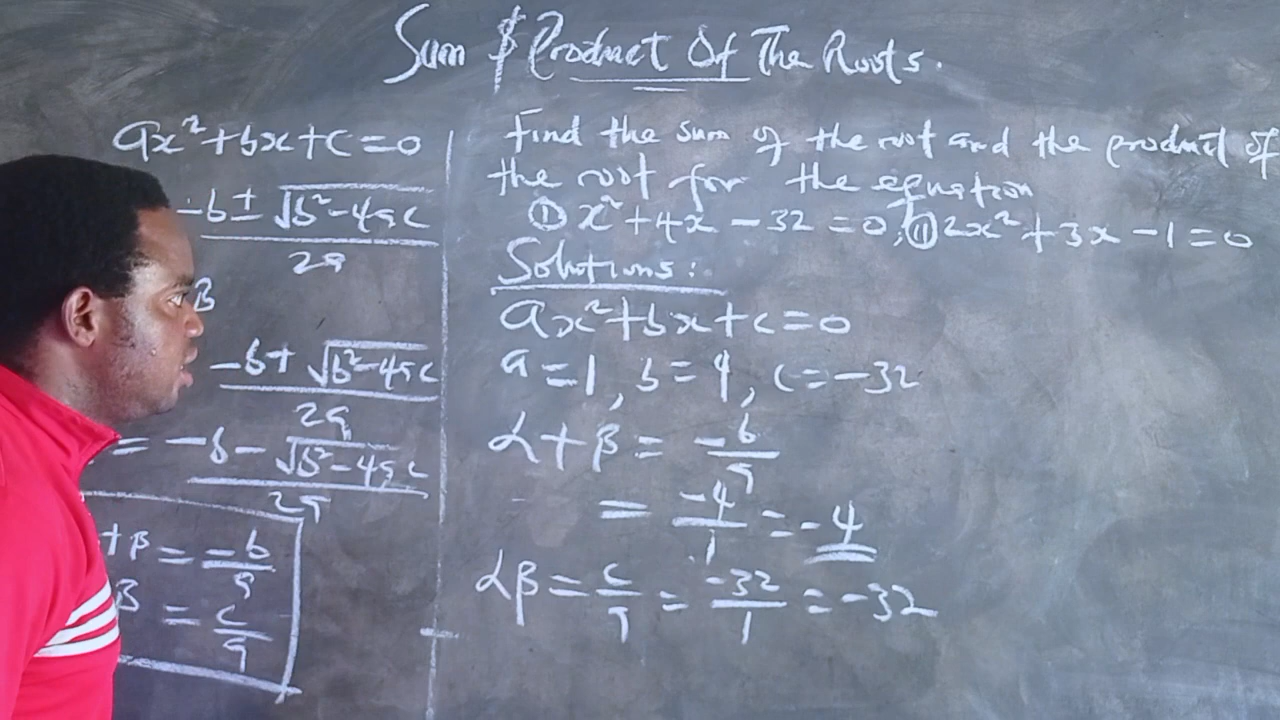 Sum & Product Of The Roots.
ax²+bx+c=0
-b ± √b²-4ac
2a
β
-b+ √b²-4ac
2a
= -b- √b²-4ac
2a
+β = -b/a
β = c/a
Find the sum of the root and the product of
the root for the equation
(i) x²+4x-32=0; (ii) 2x²+3x-1=0
Solutions:
ax²+bx+c=0
a=1, b=4, c=-32
α+β = -b/a
= -4/1 = -4
αβ = c/a = -32/1 = -32